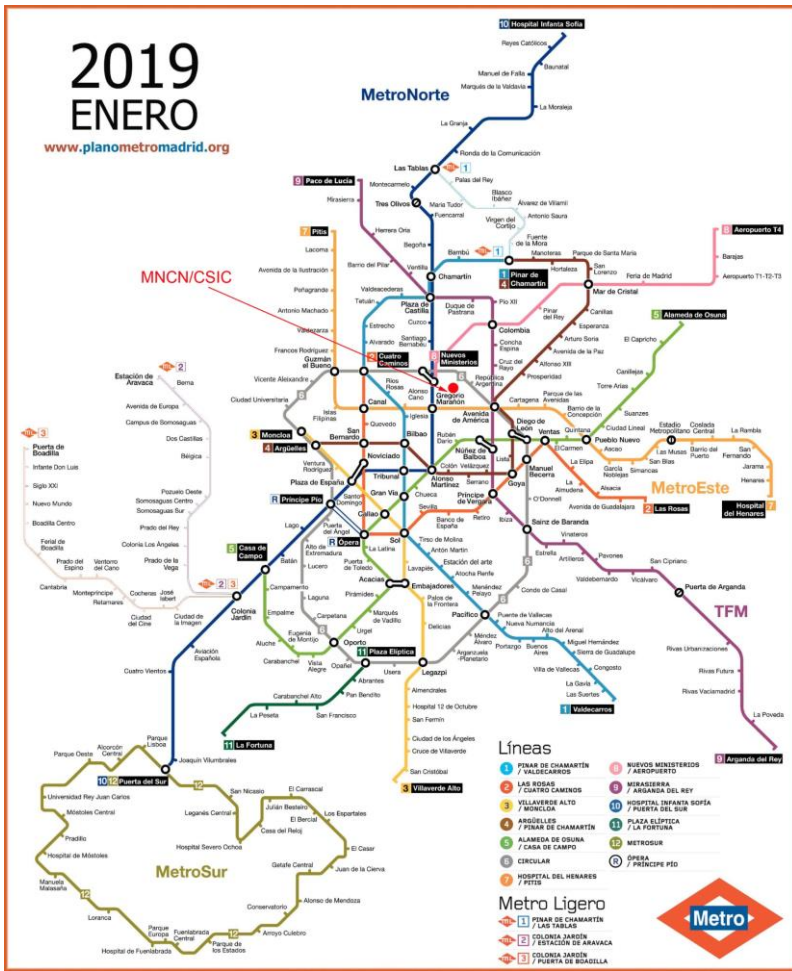 2019
ENERO
www.planometromadrid.org
10 Hospital Infanta Sofía
Reyes Católicos
Baunatal
Manuel de Falla
Marqués de la Valdavia
La Moraleja
MetroNorte
La Granja
Ronda de la Comunicación
Las Tablas
1
9 Paco de Lucía
Mirasierra
Montecarmelo
Tres Olivos
Palas del Rey
María Tudor
Blasco
Ibáñez
Álvarez de Vilamil
Virgen del
Cortijo
Antonio Saura
Fuente
de la Mora
Fuencarral
7 Pitis
Herrera Oria
Lacoma
Begoña
Bambú
1
Manoteras
Parque de Santa María
8 Aeropuerto T4
Avenida de la Ilustración
Barrio del Pilar
Ventilla
Chamartín
1 Pinar de
4 Chamartín
Hortaleza
San
Lorenzo
Barajas
Feria de Madrid
Aeropuerto T1-T2-T3
MNCN/CSIC
Peñagrande
Valdeacederas
Tetuán
Plaza de
Castilla
Duque de
Pastrana
Pío XII
Mar de Cristal
Antonio Machado
Estrecho
Cuzco
Colombia
Pinar
del Rey
Canillas
5 Alameda de Osuna
Valdezarza
Alvarado
Santiago
Bernabéu
Concha
Espina
Esperanza
Arturo Soria
El Capricho
Francos Rodríguez
Cruz del
Rayo
Avenida de la Paz
Canillejas
Guzmán
el Bueno
2 Cuatro
Caminos
8 Nuevos
Ministerios
6
República
Argentina
Alfonso XIII
Prosperidad
Torre Arias
2
Estación de
Aravaca
Berna
Vicente Aleixandre
Ríos
Rosas
Alonso
Cano
Gregorio
Marañón
Cartagena
Parque de las
Avenidas
Suanzes
Ciudad Universitaria
6
Islas
Filipinas
Canal
Iglesia
Avenida de
América
Barrio de la
Concepción
Ciudad Lineal
Avenida de Europa
Campus de Somosaguas
Dos Castillas
Bélgica
Quevedo
Diego de
León
Ventas
Quintana
Pueblo Nuevo
Estadio
Metropolitano
Coslada
Central
La Rambla
3 Moncloa
4 Argüelles
San
Bernardo
Bilbao
Rubén
Darío
Núñez de
Balboa
El Carmen
Ascao
Las Musas
Barrio del
Puerto
San
Fernando
3
Puerta de
Boadilla
Infante Don Luis
Siglo XXI
Nuevo Mundo
Boadilla Centro
Ventura
Rodríguez
Noviciado
Tribunal
Alonso
Martínez
Colón
Velázquez
Serrano
Lista
Goya
Manuel
Becerra
La Elipa
García
Noblejas
San Blas
Simancas
Jarama
Henares
MetroEste
Pozuelo Oeste
Somosaguas Centro
Somosaguas Sur
Plaza de España
Santo
Domingo
Gran Vía
Chueca
Príncipe
de Vergara
La
Almudena
Alsacia
Hospital
del Henares 7
R Príncipe Pío
Callao
Sevilla
Retiro
O'Donnell
Avenida de Guadalajara
2 Las Rosas
Prado del Rey
Colonia Los Ángeles
Puerta del
Ángel
R Ópera
Sol
Banco de
España
Ibiza
Sainz de Baranda
Lago
Alto de
Extremadura
La Latina
Tirso de Molina
Antón Martín
Vinateros
Ferial de
Boadilla
Prado de la
Vega
5 Casa de
Campo
Batán
Lucero
Puerta de
Toledo
Lavapiés
Estación del arte
Estrella
Artilleros
Pavones
San Cipriano
Prado del
Espino
Ventorro
del Cano
Acacias
Embajadores
Atocha Renfe
Menéndez
Pelayo
Conde de Casal
6
Valdebernardo
Vicálvaro
Puerta de Arganda
2 3
Cantabria
Montepríncipe
Retamares
Cocheras
José
Isbert
Colonia
Jardín
Campamento
Laguna
Pirámides
Palos de
la Frontera
Pacífico
Puente de Vallecas
TFM
Ciudad
del Cine
Ciudad de
la Imagen
Empalme
Carpetana
6
Marqués
de Vadillo
Delicias
Nueva Numancia
Aluche
Eugenia
de Montijo
Oporto
Urgel
Méndez
Álvaro
Portazgo
Alto del Arenal
Aviación
Española
Carabanchel
Vista
Alegre
Opañel
11 Plaza Elíptica
Arganzuela
-Planetario
Buenos
Aires
Miguel Hernández
Sierra de Guadalupe
Rivas Urbanizaciones
Cuatro Vientos
Usera
Legazpi
Villa de Vallecas
Congosto
Rivas Futura
Abrantes
Carabanchel Alto
Pan Bendito
Almendrales
La Gavia
Las Suertes
Rivas Vaciamadrid
La Peseta
San Francisco
Hospital 12 de Octubre
San Fermín
1 Valdecarros
La Poveda
11 La Fortuna
Ciudad de los Ángeles
Cruce de Villaverde
9 Arganda del Rey
San Cristóbal
3 Villaverde Alto
Parque
Lisboa
Alcorcón
Central
Parque Oeste
Joaquín Vilumbrales
10 12 Puerta del Sur
12
Universidad Rey Juan Carlos
Móstoles Central
Pradillo
Hospital de Móstoles
Manuela
Malasaña
12
Loranca
San Nicasio
Leganés Central
Hospital Severo Ochoa
El Carrascal
Julián Besteiro
El Bercial
Casa del Reloj
Los Espartales
El Casar
Juan de la Cierva
Getafe Central
Alonso de Mendoza
Conservatorio
Arroyo Culebro
Parque de
los Estados
12
Fuenlabrada
Central
Parque
Europa
Hospital de Fuenlabrada
MetroSur
Líneas
1 PINAR DE CHAMARTÍN
/ VALDECARROS
2 LAS ROSAS
/ CUATRO CAMINOS
3 VILLAVERDE ALTO
/ MONCLOA
4 ARGÜELLES
/ PINAR DE CHAMARTÍN
5 ALAMEDA DE OSUNA
/ CASA DE CAMPO
6 CIRCULAR
7 HOSPITAL DEL HENARES
/ PITIS
8 NUEVOS MINISTERIOS
/ AEROPUERTO
9 MIRASIERRA
/ ARGANDA DEL REY
10 HOSPITAL INFANTA SOFÍA
/ PUERTA DEL SUR
11 PLAZA ELÍPTICA
/ LA FORTUNA
12 METROSUR
R ÓPERA
/ PRÍNCIPE PÍO
Metro Ligero
1 PINAR DE CHAMARTÍN
/ LAS TABLAS
2 COLONIA JARDÍN
/ ESTACIÓN DE ARAVACA
3 COLONIA JARDÍN
/ PUERTA DE BOADILLA
Metro